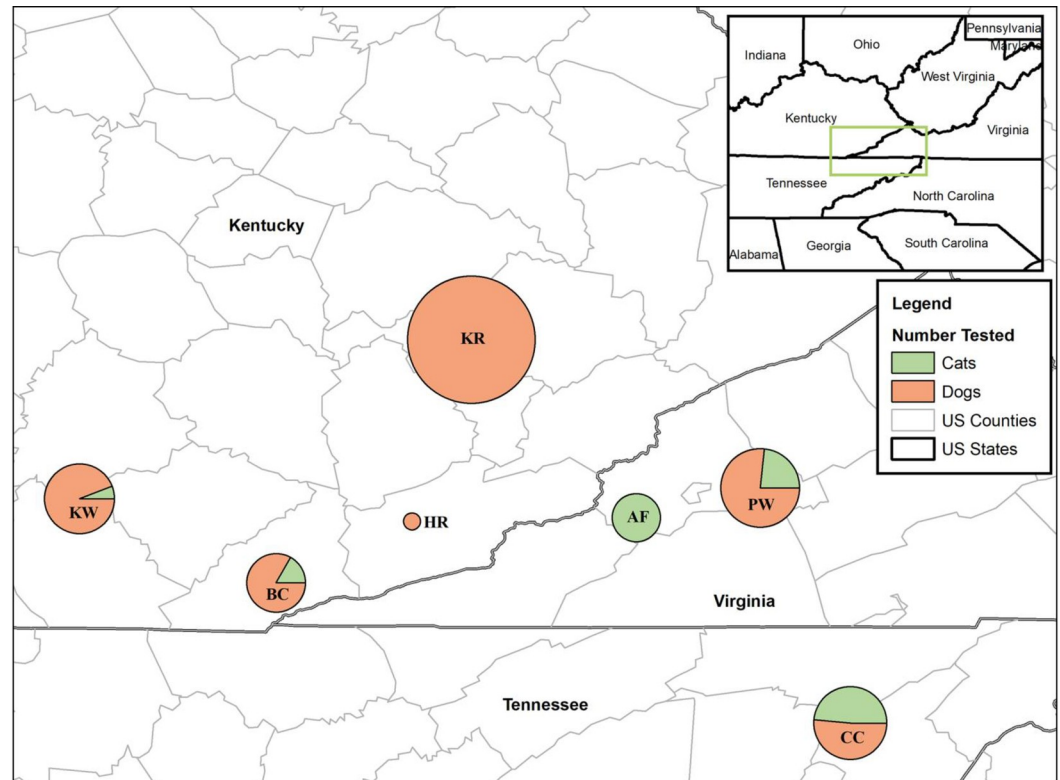 Pennsylvania
Maryland
Ohio
Indiana
West Virginia
Kentucky
Virginia
Tennessee
North Carolina
South Carolina
Alabama
Georgia
Kentucky
Legend
Number Tested
Cats
Dogs
US Counties
US States
KR
KW
HR
AF
PW
BC
Virginia
Tennessee
CC